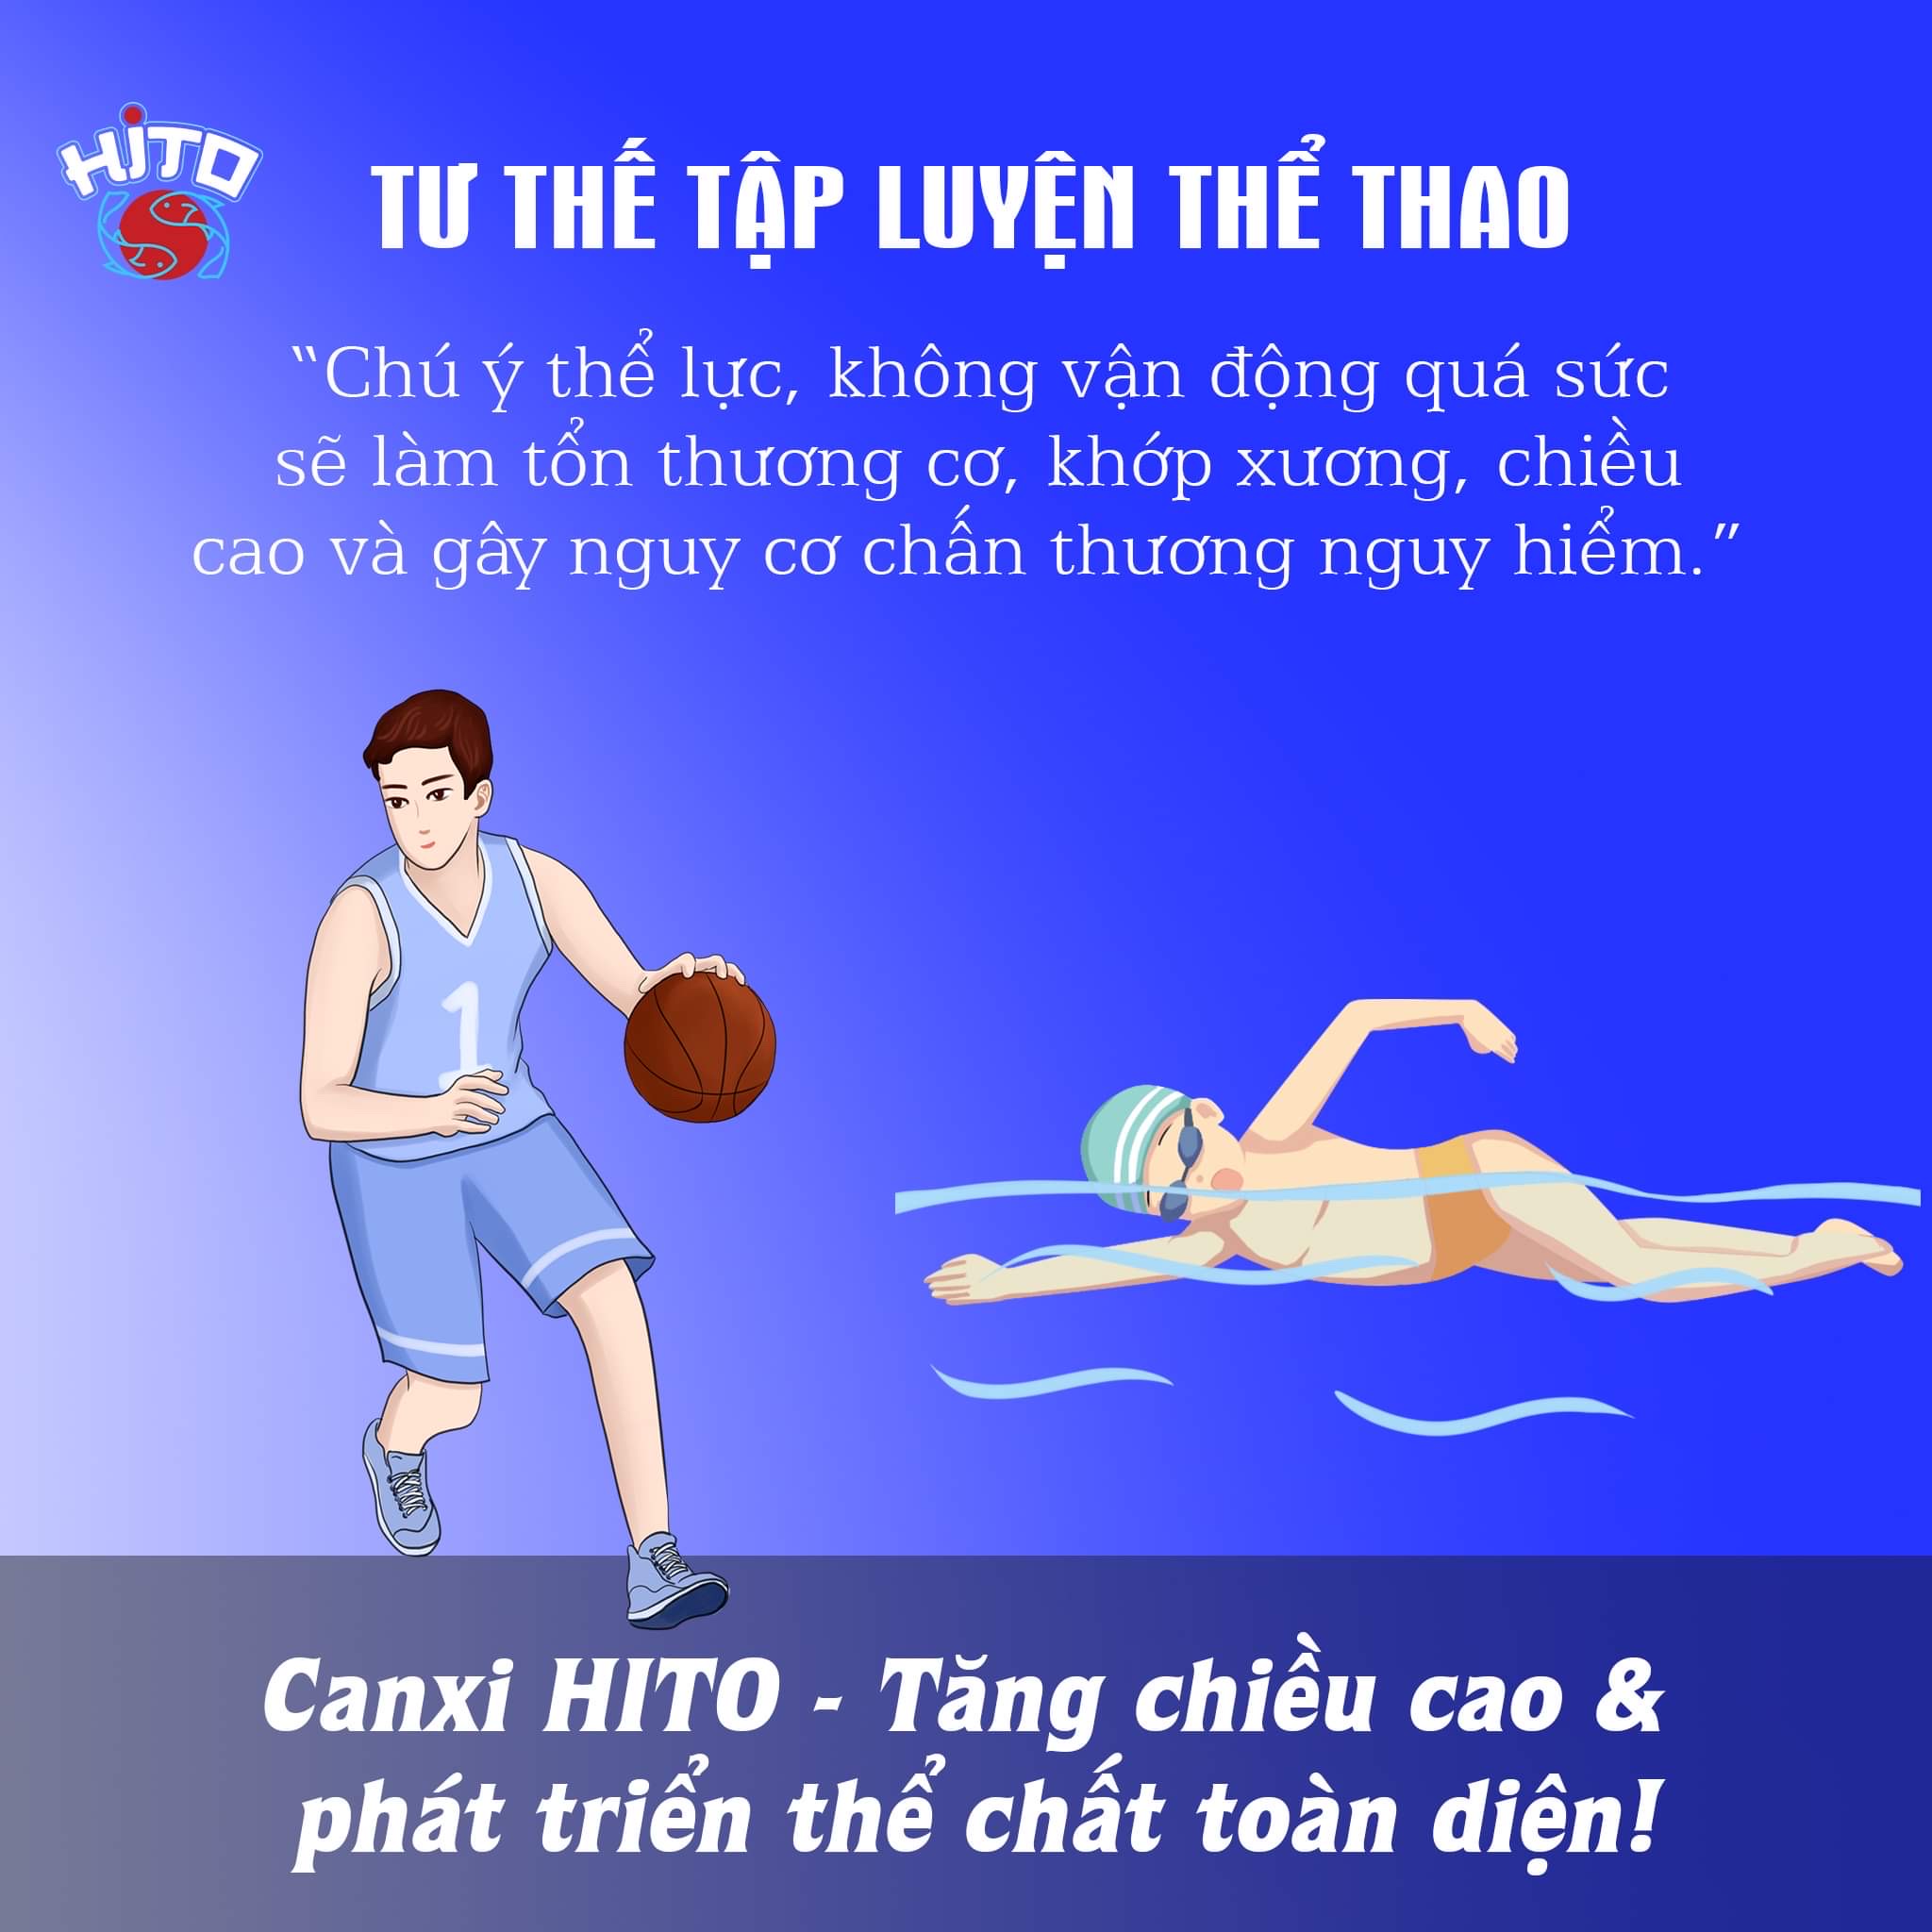 HITO
TƯ THẾ TẬP LUYỆN THỂ THAO
“Chú ý thể lực, không vận động quá sức
sẽ làm tổn thương cơ, khớp xương, chiều
cao và gây nguy cơ chấn thương nguy hiểm.”
1
Canxi HITO - Tăng chiều cao &
phát triển thể chất toàn diện!